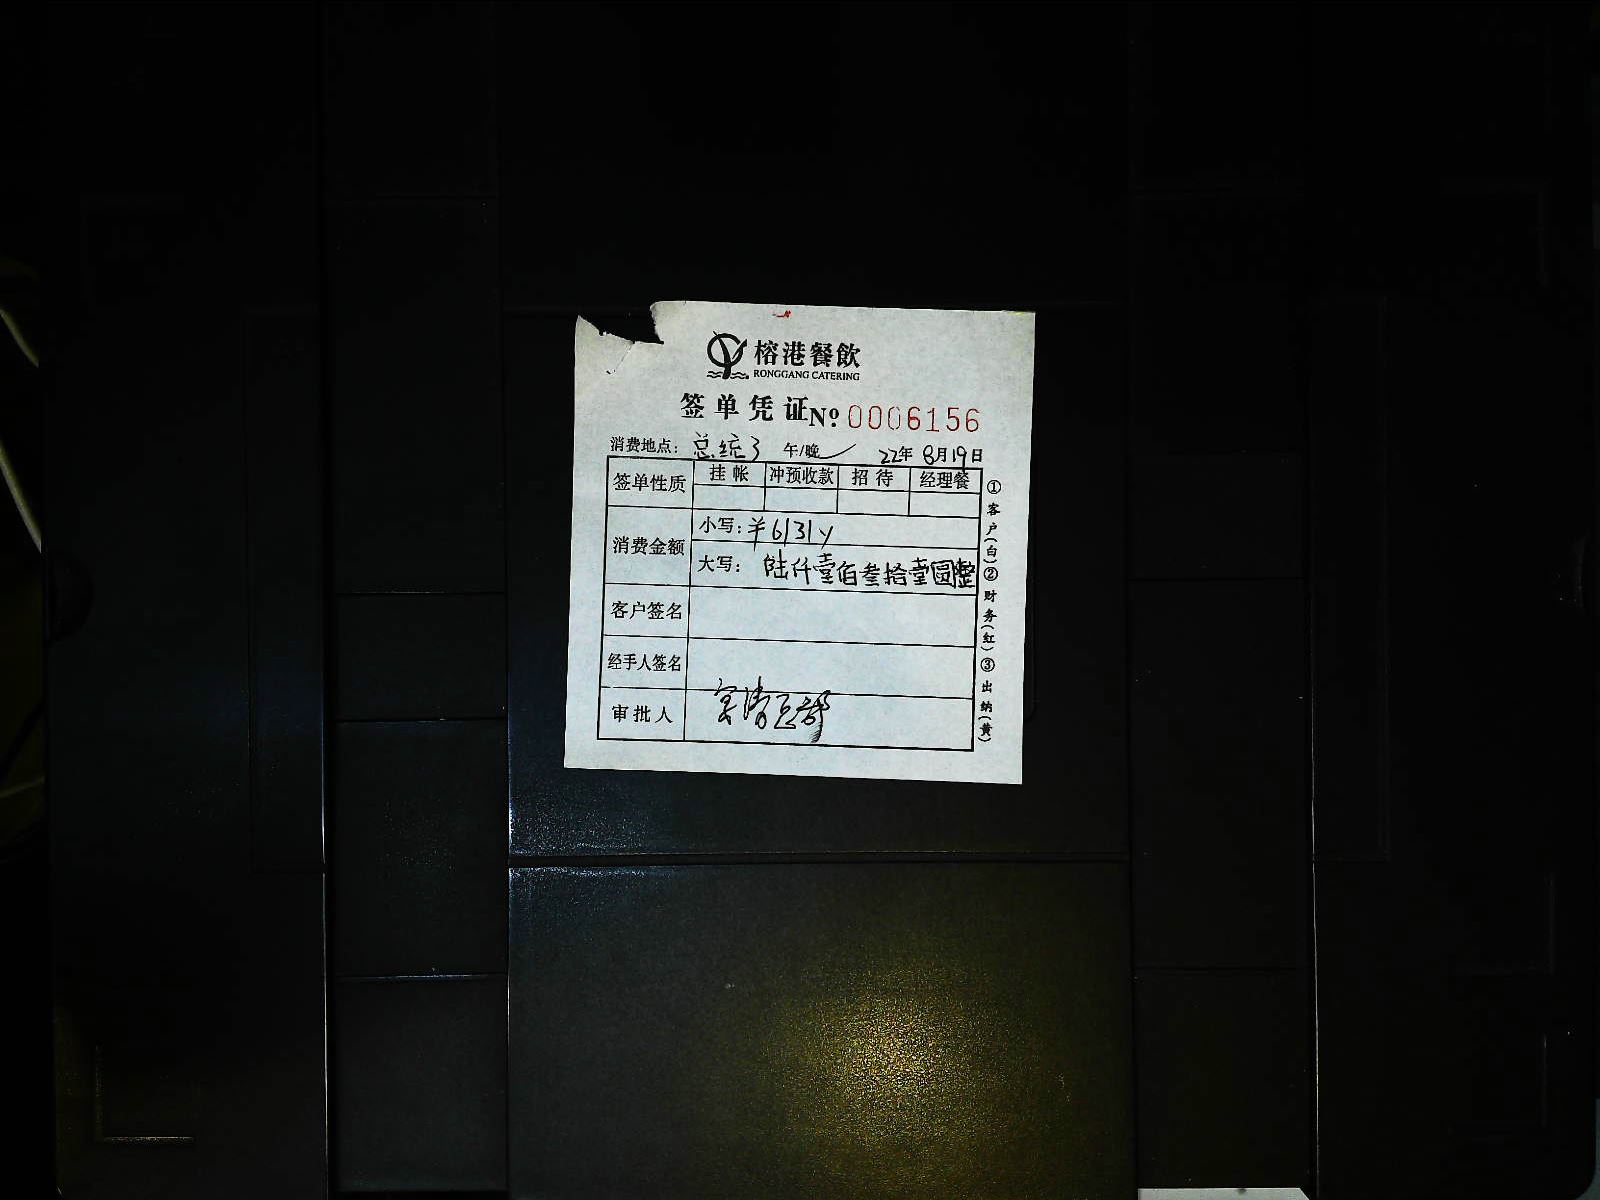 榕港餐飲
RONGGANG CATERING
签单凭证 Nº 0006156
消费地点: 总统3 午/晚 22年8月19日
签单性质 挂帐 冲预收款 招待 经理餐
消费金额 小写: ¥6131
大写: 陆仟壹佰叁拾壹圆整
客户签名
经手人签名
审批人
①客户(白)②财务(红)③出纳(黄)